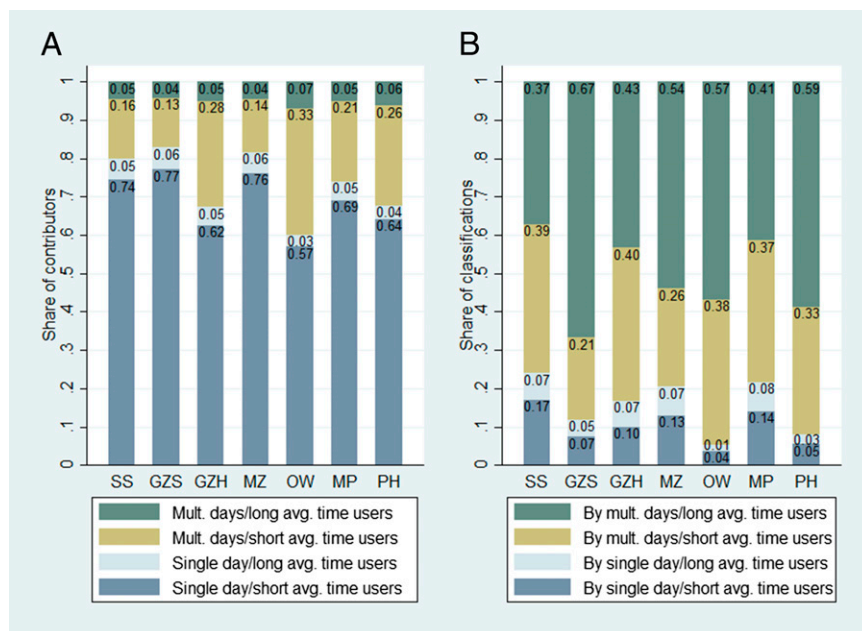 A
Share of contributors
0 .1 .2 .3 .4 .5 .6 .7 .8 .9 1
0.05 0.04 0.05 0.04 0.07 0.05 0.06
0.16 0.13 0.28 0.14 0.33 0.21 0.26
0.05 0.06 0.05 0.06 0.03 0.05 0.04
0.74 0.77 0.62 0.76 0.57 0.69 0.64
SS GZS GZH MZ OW MP PH
Mult. days/long avg. time users
Mult. days/short avg. time users
Single day/long avg. time users
Single day/short avg. time users
B
Share of classifications
0 .1 .2 .3 .4 .5 .6 .7 .8 .9 1
0.37 0.67 0.43 0.54 0.57 0.41 0.59
0.39 0.21 0.40 0.26 0.38 0.37 0.33
0.07 0.05 0.07 0.07 0.01 0.08 0.03
0.17 0.07 0.10 0.13 0.04 0.14 0.05
SS GZS GZH MZ OW MP PH
By mult. days/long avg. time users
By mult. days/short avg. time users
By single day/long avg. time users
By single day/short avg. time users